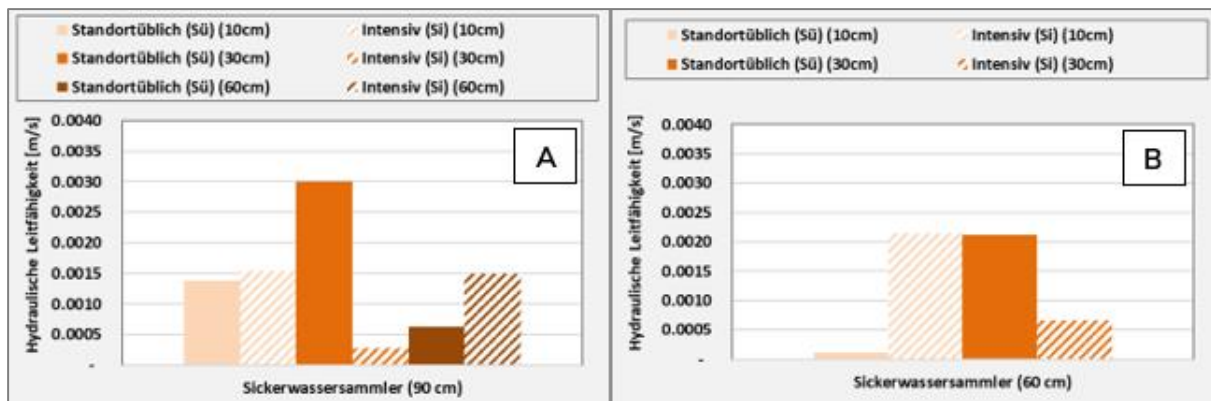 Standortüblich (Sü) (10cm) Intensiv (Si) (10cm)
Standortüblich (Sü) (30cm) Intensiv (Si) (30cm)
Standortüblich (Sü) (60cm) Intensiv (Si) (60cm)
Hydraulische Leitfähigkeit [m/s]
0.0040
0.0035
0.0030
0.0025
0.0020
0.0015
0.0010
0.0005
-
A
Sickerwassersammler (90 cm)
Standortüblich (Sü) (10cm) Intensiv (Si) (10cm)
Standortüblich (Sü) (30cm) Intensiv (Si) (30cm)
Hydraulische Leitfähigkeit [m/s]
0.0040
0.0035
0.0030
0.0025
0.0020
0.0015
0.0010
0.0005
-
B
Sickerwassersammler (60 cm)